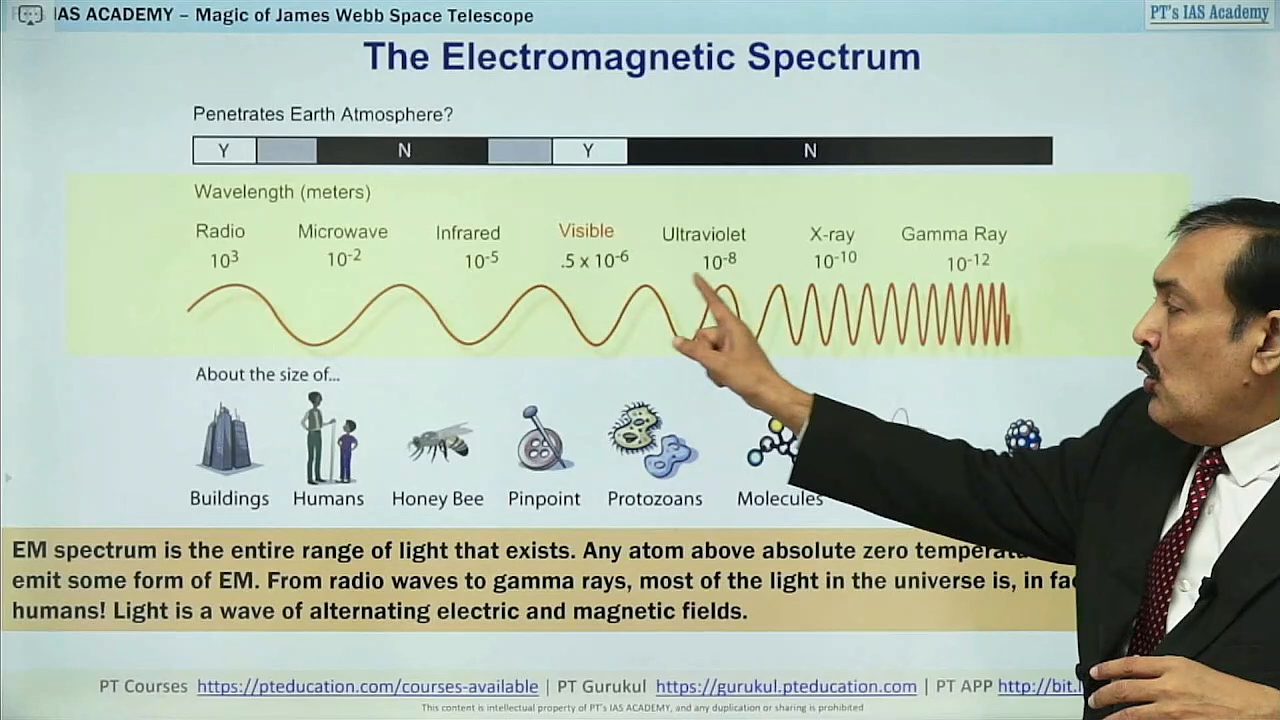 IAS ACADEMY – Magic of James Webb Space Telescope
PT's IAS Academy
The Electromagnetic Spectrum
Penetrates Earth Atmosphere?
Y N Y N
Wavelength (meters)
Radio Microwave Infrared Visible Ultraviolet X-ray Gamma Ray
10³ 10⁻² 10⁻⁵ .5 x 10⁻⁶ 10⁻⁸ 10⁻¹⁰ 10⁻¹²
About the size of...
Buildings Humans Honey Bee Pinpoint Protozoans Molecules
EM spectrum is the entire range of light that exists. Any atom above absolute zero
emit some form of EM. From radio waves to gamma rays, most of the light in the universe is, in
humans! Light is a wave of alternating electric and magnetic fields.
PT Courses https://pteducation.com/courses-available | PT Gurukul https://gurukul.pteducation.com | PT APP
This content is intellectual property of PT's IAS ACADEMY, and any duplication or sharing is prohibited